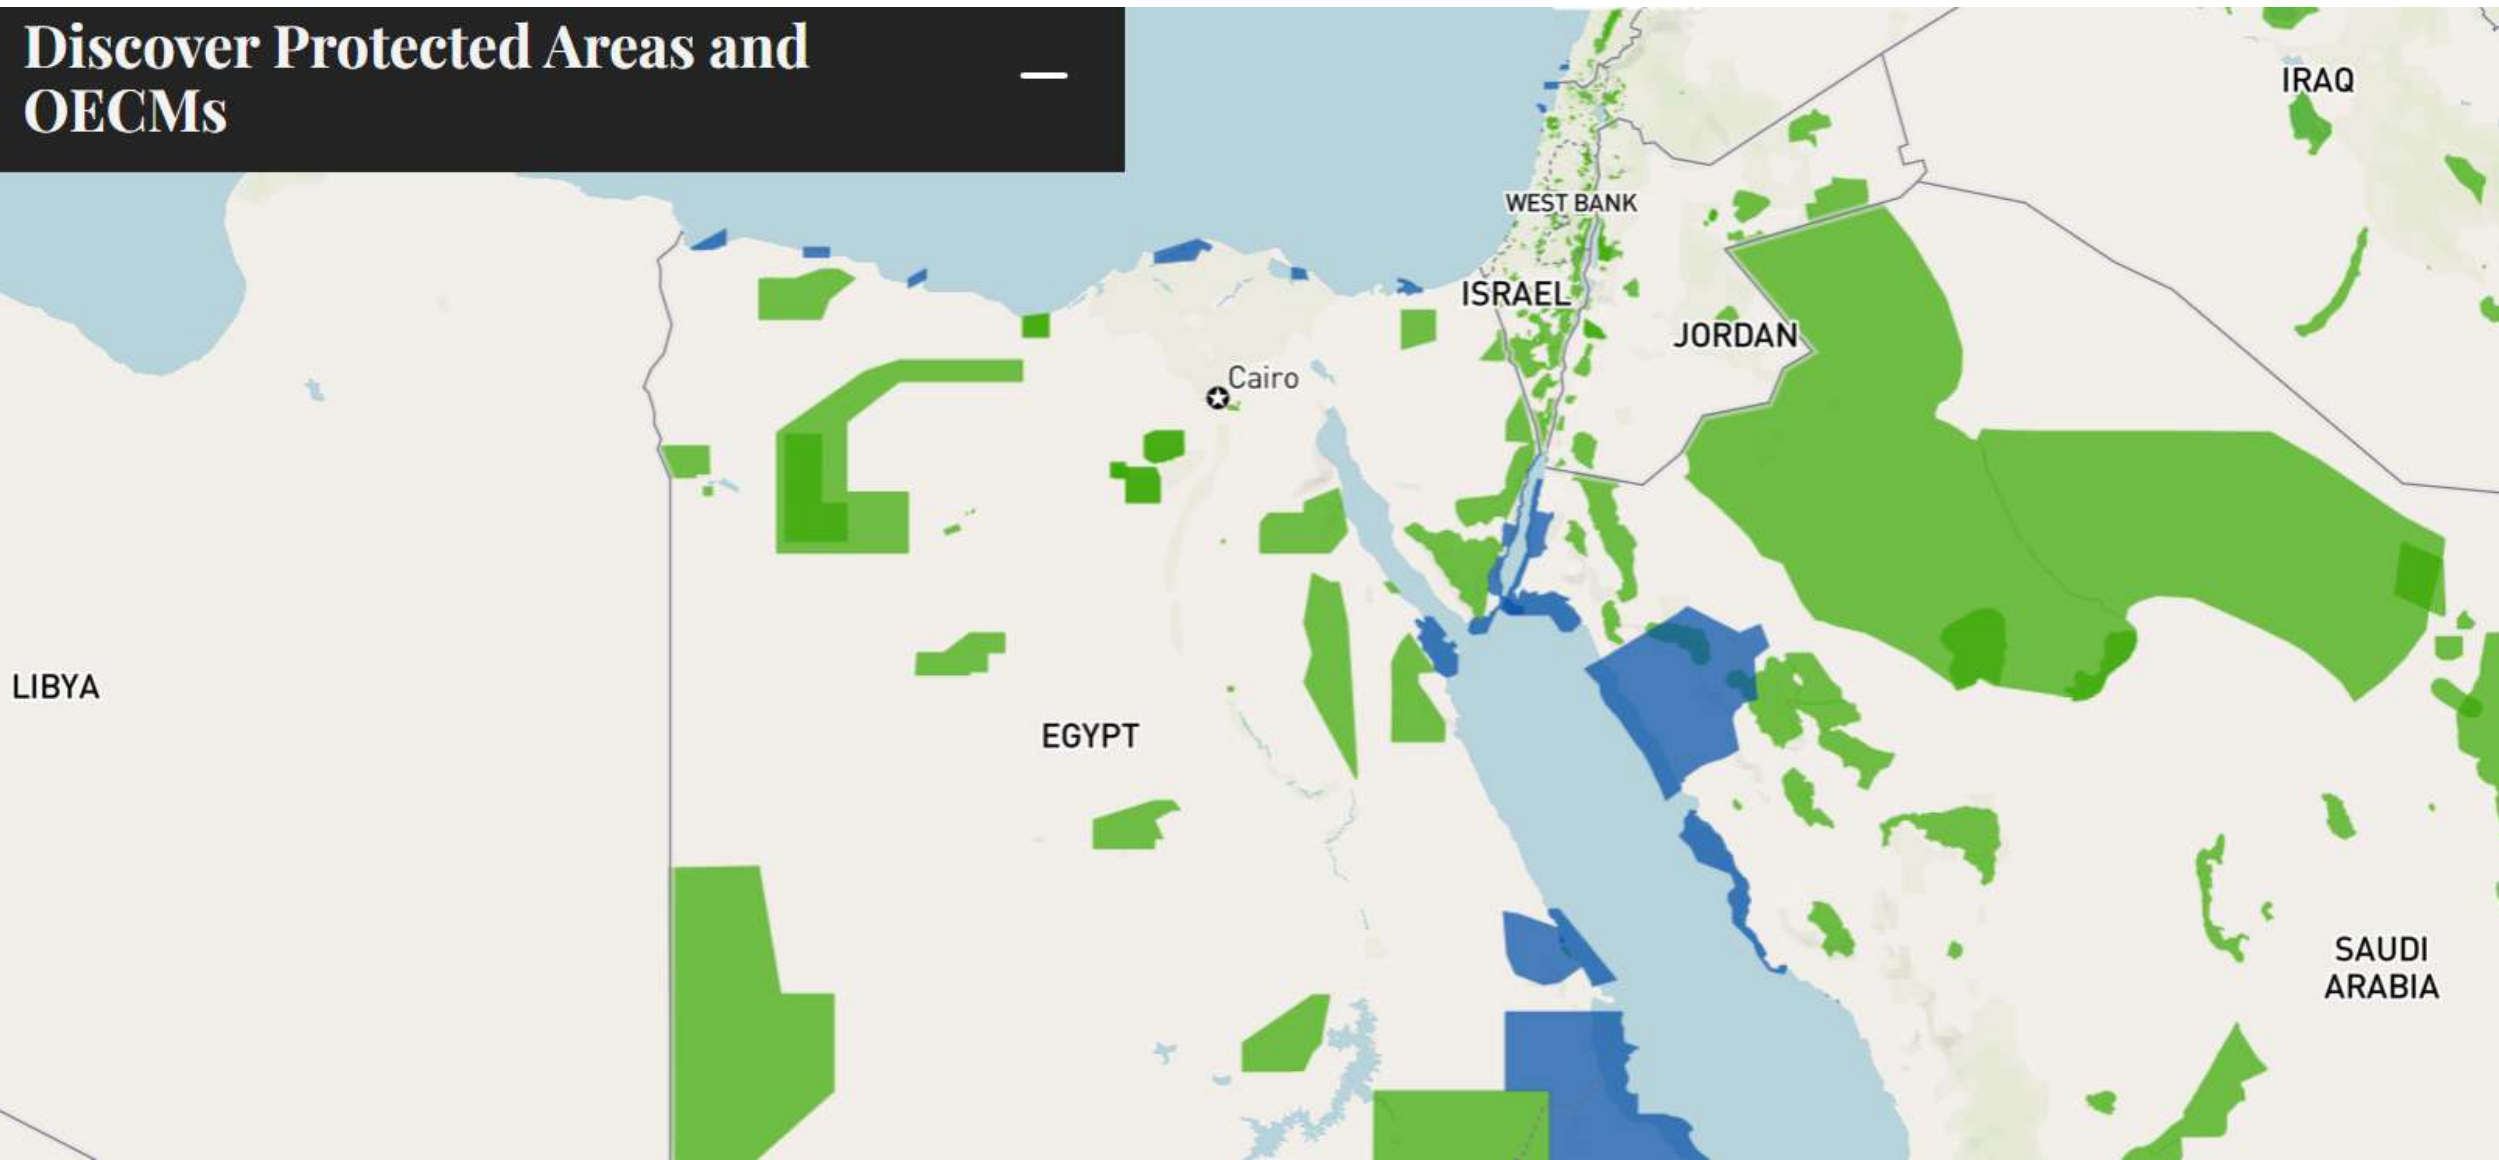 Discover Protected Areas and
OECMs
IRAQ
WEST BANK
ISRAEL
JORDAN
Cairo
LIBYA
EGYPT
SAUDI
ARABIA